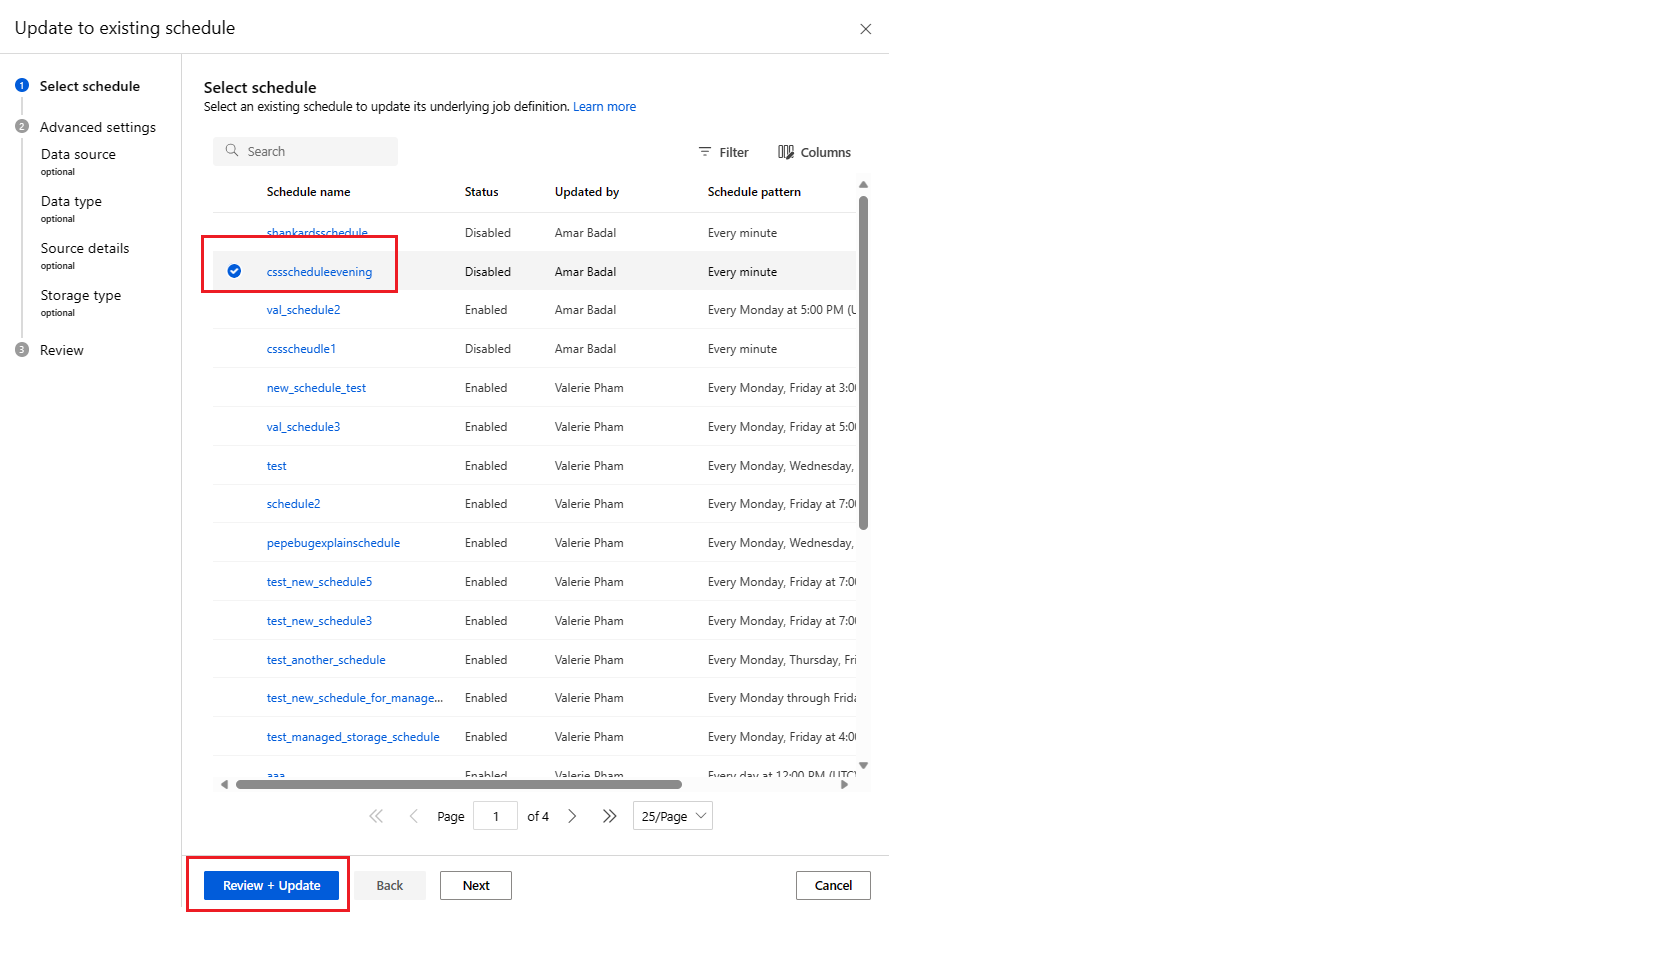 Update to existing schedule
1 Select schedule
2 Advanced settings
Data source
optional
Data type
optional
Source details
optional
Storage type
optional
3 Review
Select schedule
Select an existing schedule to update its underlying job definition. Learn more
Search
Filter
Columns
Schedule name Status Updated by Schedule pattern
shankardsschedule Disabled Amar Badal Every minute
cssscheduleevening Disabled Amar Badal Every minute
val_schedule2 Enabled Amar Badal Every Monday at 5:00 PM (U
cssscheudle1 Disabled Amar Badal Every minute
new_schedule_test Enabled Valerie Pham Every Monday, Friday at 3:00
val_schedule3 Enabled Valerie Pham Every Monday, Friday at 5:00
test Enabled Valerie Pham Every Monday, Wednesday,
schedule2 Enabled Valerie Pham Every Monday, Friday at 7:00
pepebugexplainschedule Enabled Valerie Pham Every Monday, Wednesday,
test_new_schedule5 Enabled Valerie Pham Every Monday, Friday at 7:00
test_new_schedule3 Enabled Valerie Pham Every Monday, Friday at 7:00
test_another_schedule Enabled Valerie Pham Every Monday, Thursday, Fri
test_new_schedule_for_manage... Enabled Valerie Pham Every Monday through Frida
test_managed_storage_schedule Enabled Valerie Pham Every Monday, Friday at 4:00
aaa Enabled Valerie Pham Every day at 12:00 PM (UTC)
Page 1 of 4 25/Page
Review + Update Back Next Cancel